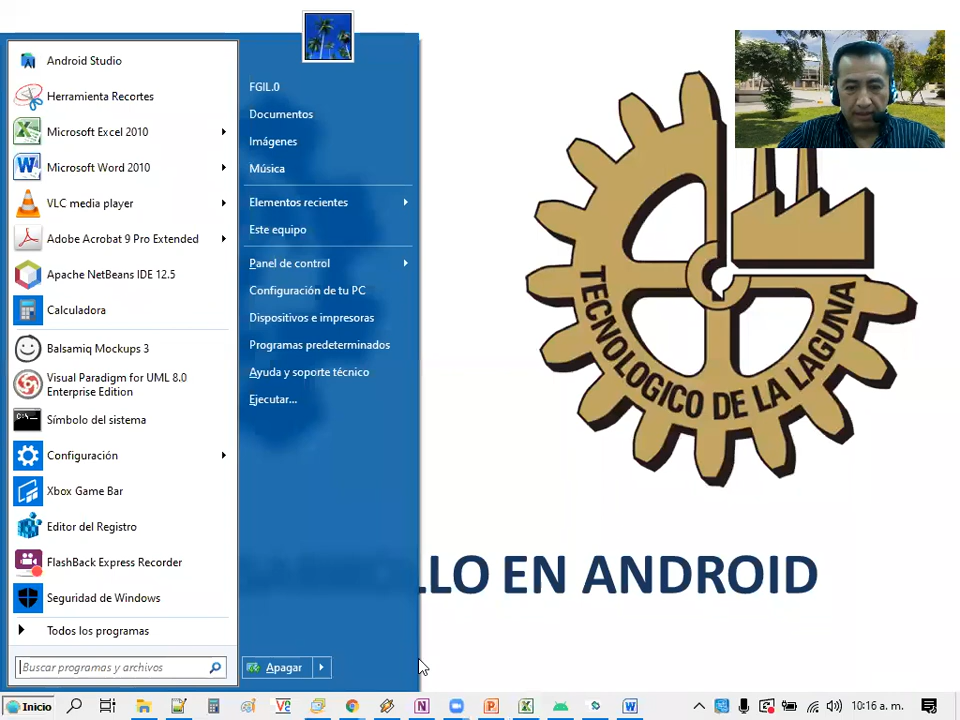 Android Studio
Herramienta Recortes
Microsoft Excel 2010
Microsoft Word 2010
VLC media player
Adobe Acrobat 9 Pro Extended
Apache NetBeans IDE 12.5
Calculadora
Balsamiq Mockups 3
Visual Paradigm for UML 8.0
Enterprise Edition
Símbolo del sistema
Configuración
Xbox Game Bar
Editor del Registro
FlashBack Express Recorder
Seguridad de Windows
Todos los programas
Buscar programas y archivos
FGIL.0
Documentos
Imágenes
Música
Elementos recientes
Este equipo
Panel de control
Configuración de tu PC
Dispositivos e impresoras
Programas predeterminados
Ayuda y soporte técnico
Ejecutar...
Apagar
TECNOLOGICO DE LA LAGUNA
LLO EN ANDROID
Inicio
10:16 a. m.